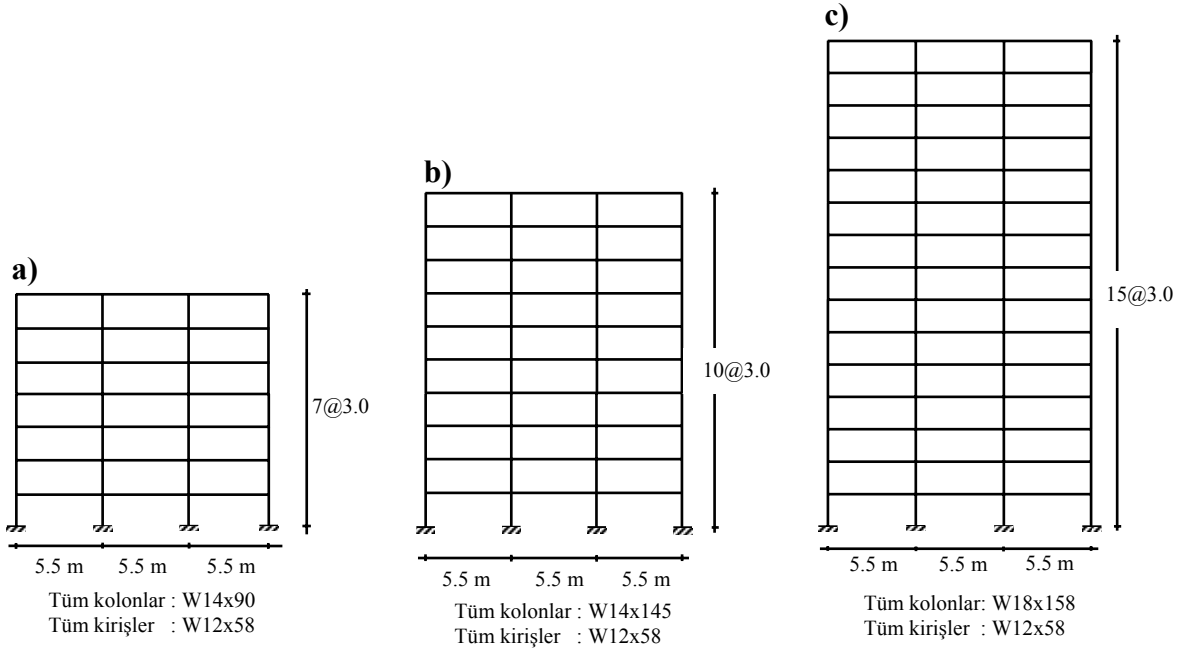 a)
7@3.0
5.5 m 5.5 m 5.5 m
Tüm kolonlar : W14x90
Tüm kirişler : W12x58
b)
10@3.0
5.5 m 5.5 m 5.5 m
Tüm kolonlar : W14x145
Tüm kirişler : W12x58
c)
15@3.0
5.5 m 5.5 m 5.5 m
Tüm kolonlar: W18x158
Tüm kirişler : W12x58